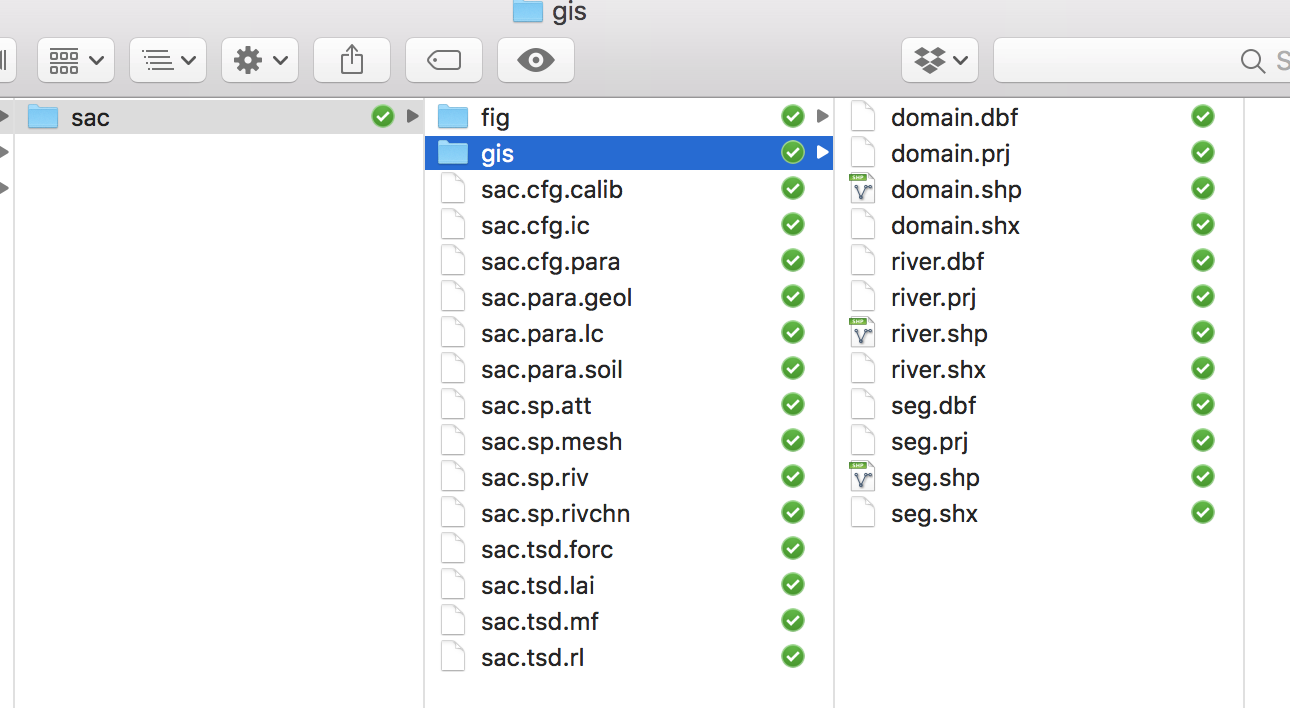 gis
S
sac
fig
gis
sac.cfg.calib
sac.cfg.ic
sac.cfg.para
sac.para.geol
sac.para.lc
sac.para.soil
sac.sp.att
sac.sp.mesh
sac.sp.riv
sac.sp.rivchn
sac.tsd.forc
sac.tsd.lai
sac.tsd.mf
sac.tsd.rl
domain.dbf
domain.prj
SHP
domain.shp
domain.shx
river.dbf
river.prj
SHP
river.shp
river.shx
seg.dbf
seg.prj
SHP
seg.shp
seg.shx